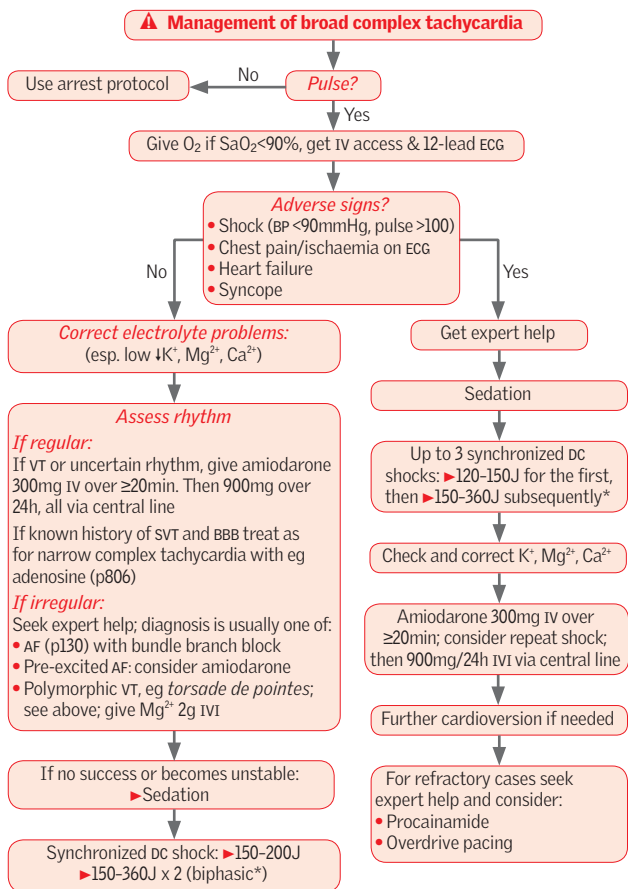 ⚠ Management of broad complex tachycardia
No
Use arrest protocol
Pulse?
Yes
Give O₂ if SaO₂<90%, get IV access & 12-lead ECG
Adverse signs?
• Shock (BP <90mmHg, pulse >100)
• Chest pain/ischaemia on ECG
• Heart failure
• Syncope
No
Correct electrolyte problems:
(esp. low ↓K⁺, Mg²⁺, Ca²⁺)
Assess rhythm
If regular:
If VT or uncertain rhythm, give amiodarone
300mg IV over ≥20min. Then 900mg over
24h, all via central line
If known history of SVT and BBB treat as
for narrow complex tachycardia with eg
adenosine (p806)
If irregular:
Seek expert help; diagnosis is usually one of:
• AF (p130) with bundle branch block
• Pre-excited AF: consider amiodarone
• Polymorphic VT, eg torsade de pointes;
see above; give Mg²⁺ 2g IVI
If no success or becomes unstable:
►Sedation
Synchronized DC shock: ►150–200J
►150–360J x 2 (biphasic*)
Yes
Get expert help
Sedation
Up to 3 synchronized DC
shocks: ►120–150J for the first,
then ►150–360J subsequently*
Check and correct K⁺, Mg²⁺, Ca²⁺
Amiodarone 300mg IV over
≥20min; consider repeat shock;
then 900mg/24h IVI via central line
Further cardioversion if needed
For refractory cases seek
expert help and consider:
• Procainamide
• Overdrive pacing